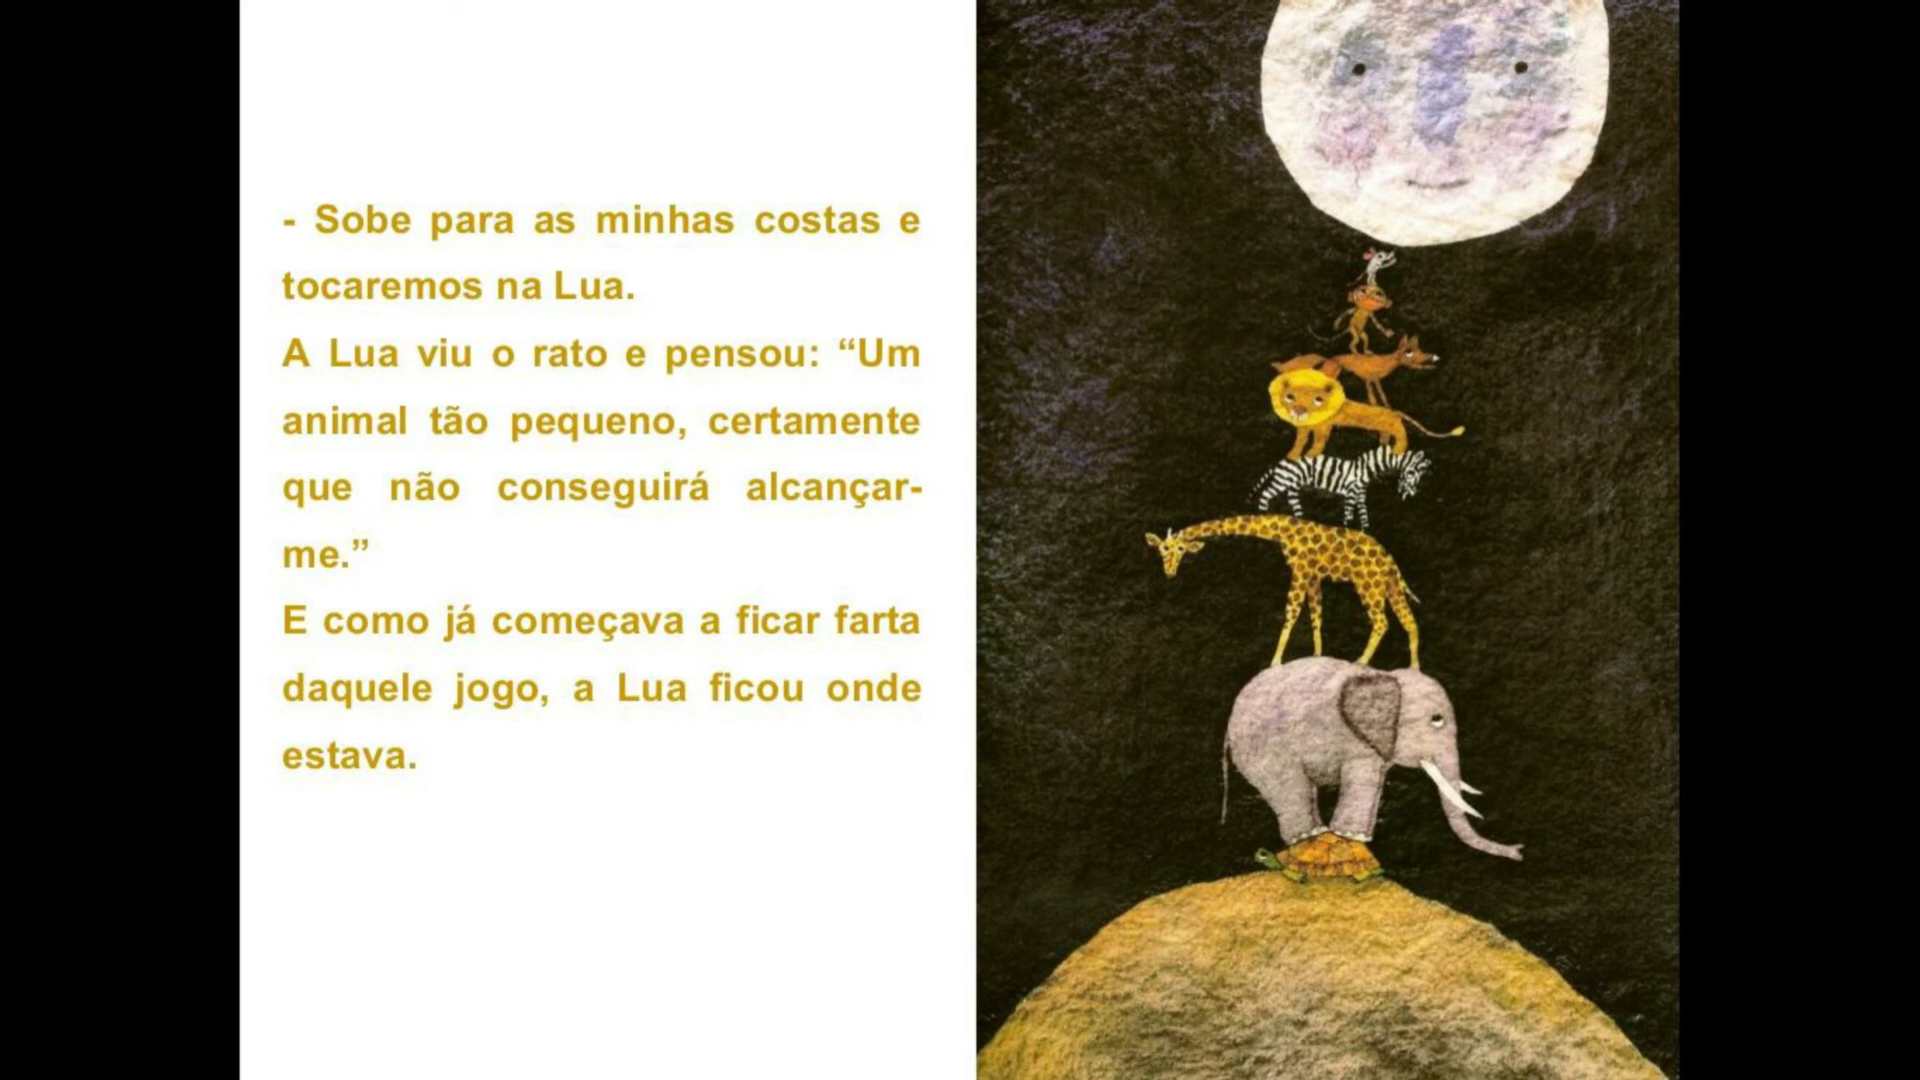 - Sobe para as minhas costas e
tocaremos na Lua.
A Lua viu o rato e pensou: “Um
animal tão pequeno, certamente
que não conseguirá alcançar-
me.”
E como já começava a ficar farta
daquele jogo, a Lua ficou onde
estava.